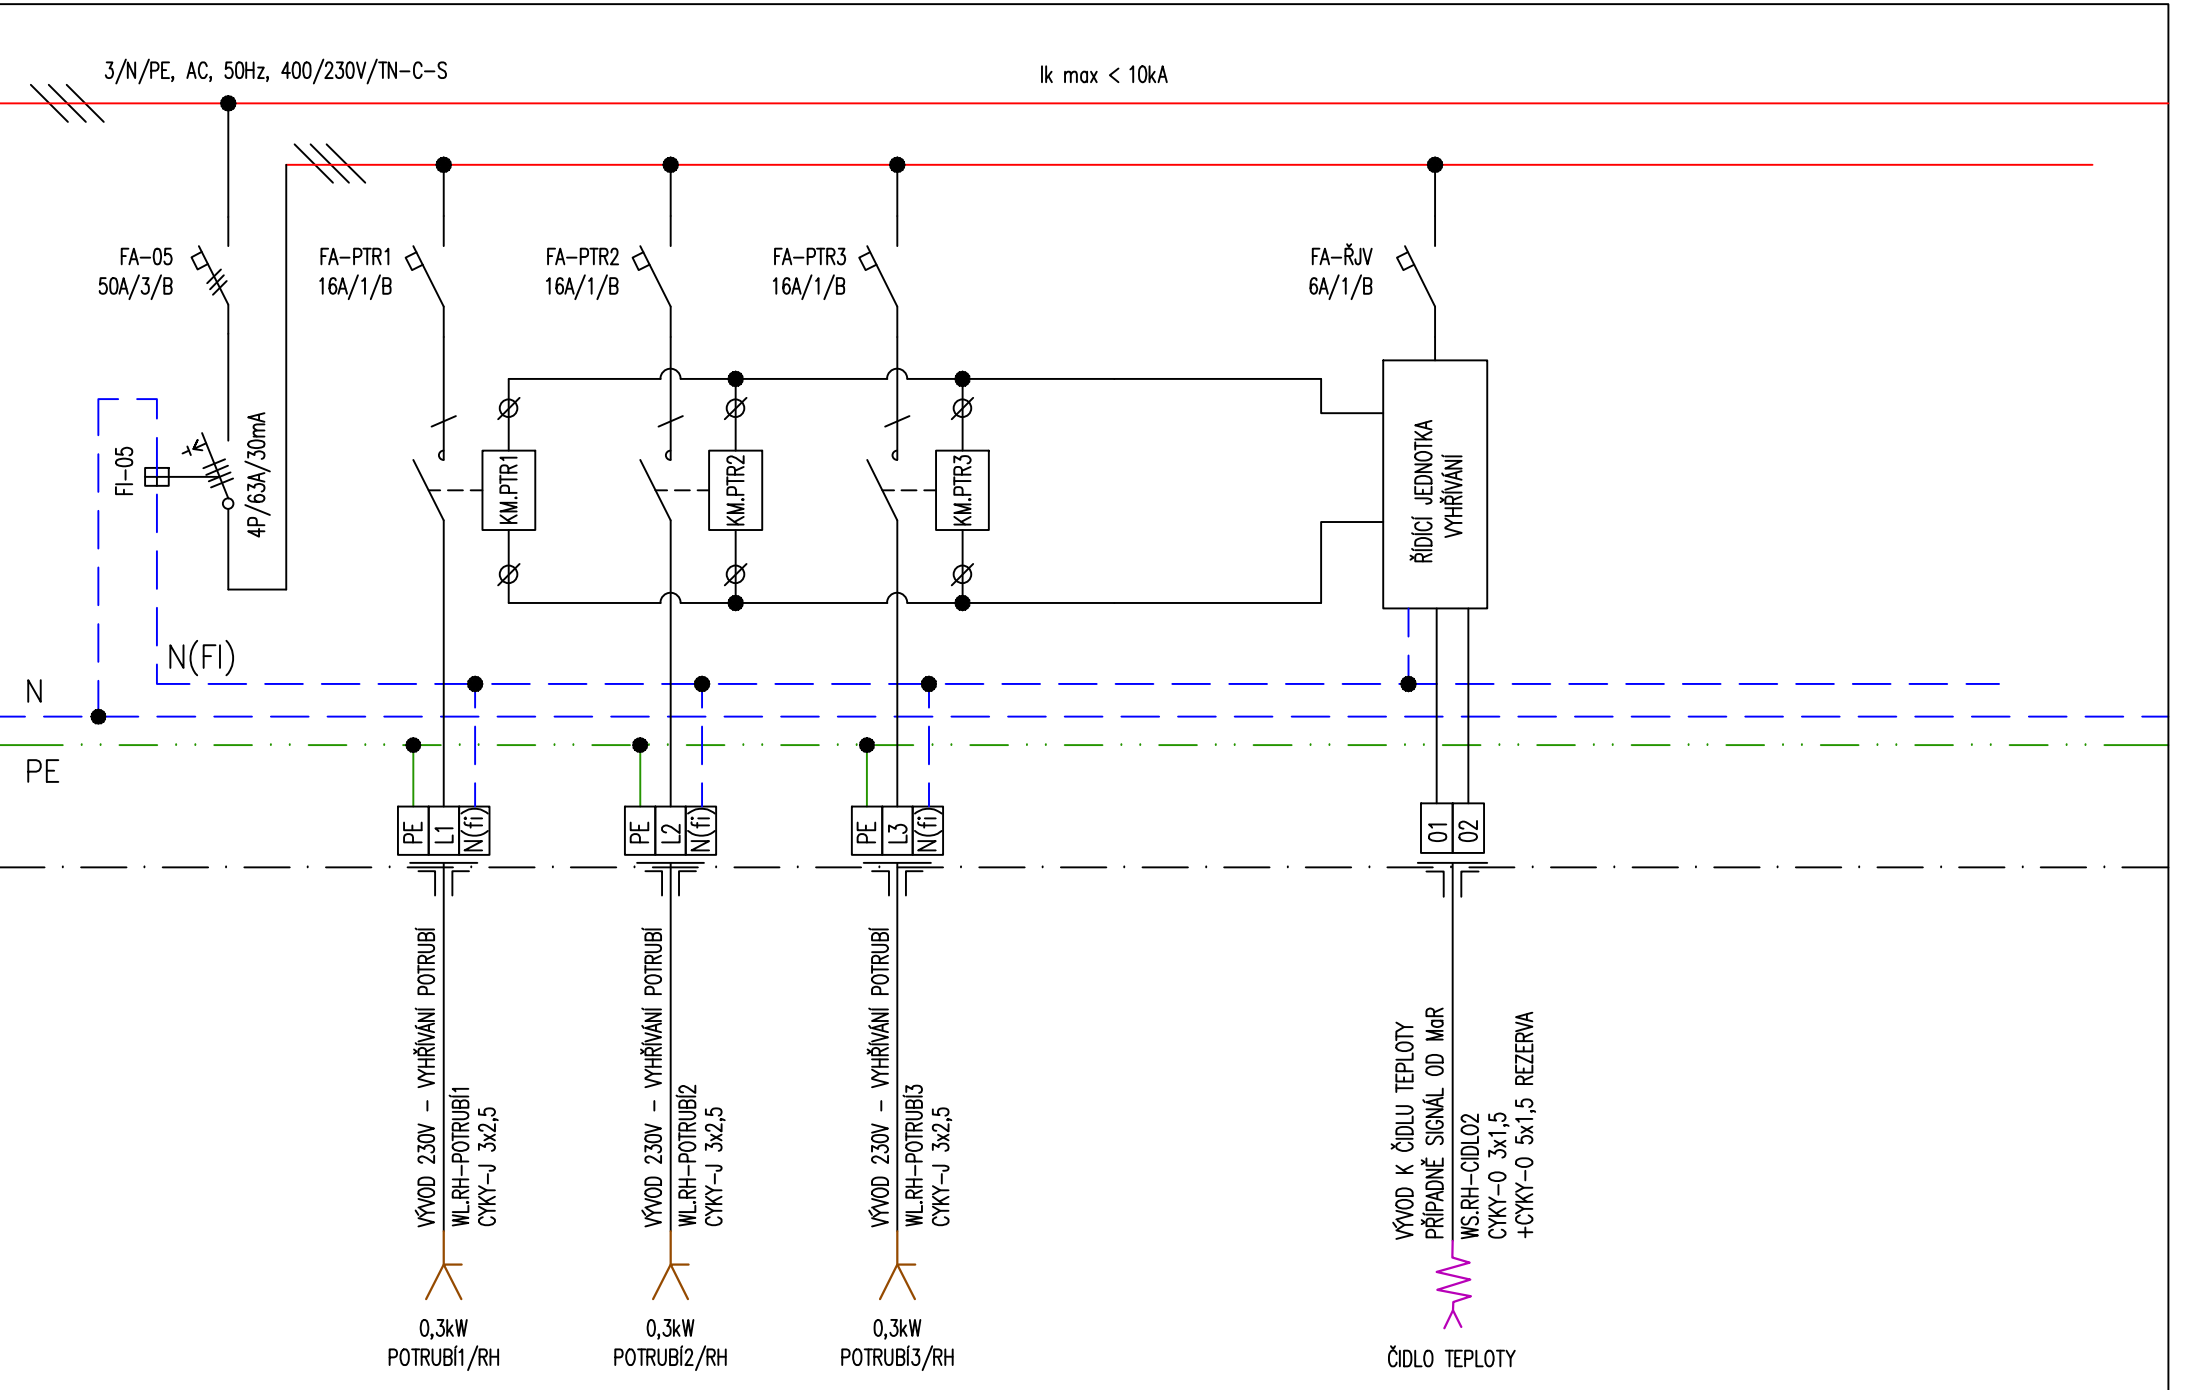 3/N/PE, AC, 50Hz, 400/230V/TN-C-S
Ik max < 10kA
FA-05
50A/3/B
FA-PTR1
16A/1/B
FA-PTR2
16A/1/B
FA-PTR3
16A/1/B
FA-ŘJV
6A/1/B
FI-05
4P/63A/30mA
KM.PTR1
KM.PTR2
KM.PTR3
ŘÍDÍCÍ JEDNOTKA
VYHŘÍVÁNÍ
N(FI)
N
PE
PE
L1
N(fi)
PE
L2
N(fi)
PE
L3
N(fi)
01
02
VÝVOD 230V - VYHŘÍVÁNÍ POTRUBÍ
WL.RH-POTRUBÍ1
CYKY-J 3x2,5
VÝVOD 230V - VYHŘÍVÁNÍ POTRUBÍ
WL.RH-POTRUBÍ2
CYKY-J 3x2,5
VÝVOD 230V - VYHŘÍVÁNÍ POTRUBÍ
WL.RH-POTRUBÍ3
CYKY-J 3x2,5
VÝVOD K ČIDLU TEPLOTY
PŘÍPADNĚ SIGNÁL OD MaR
WS.RH-CIDLO2
CYKY-O 3x1,5
+CYKY-O 5x1,5 REZERVA
0,3kW
POTRUBÍ1/RH
0,3kW
POTRUBÍ2/RH
0,3kW
POTRUBÍ3/RH
ČIDLO TEPLOTY